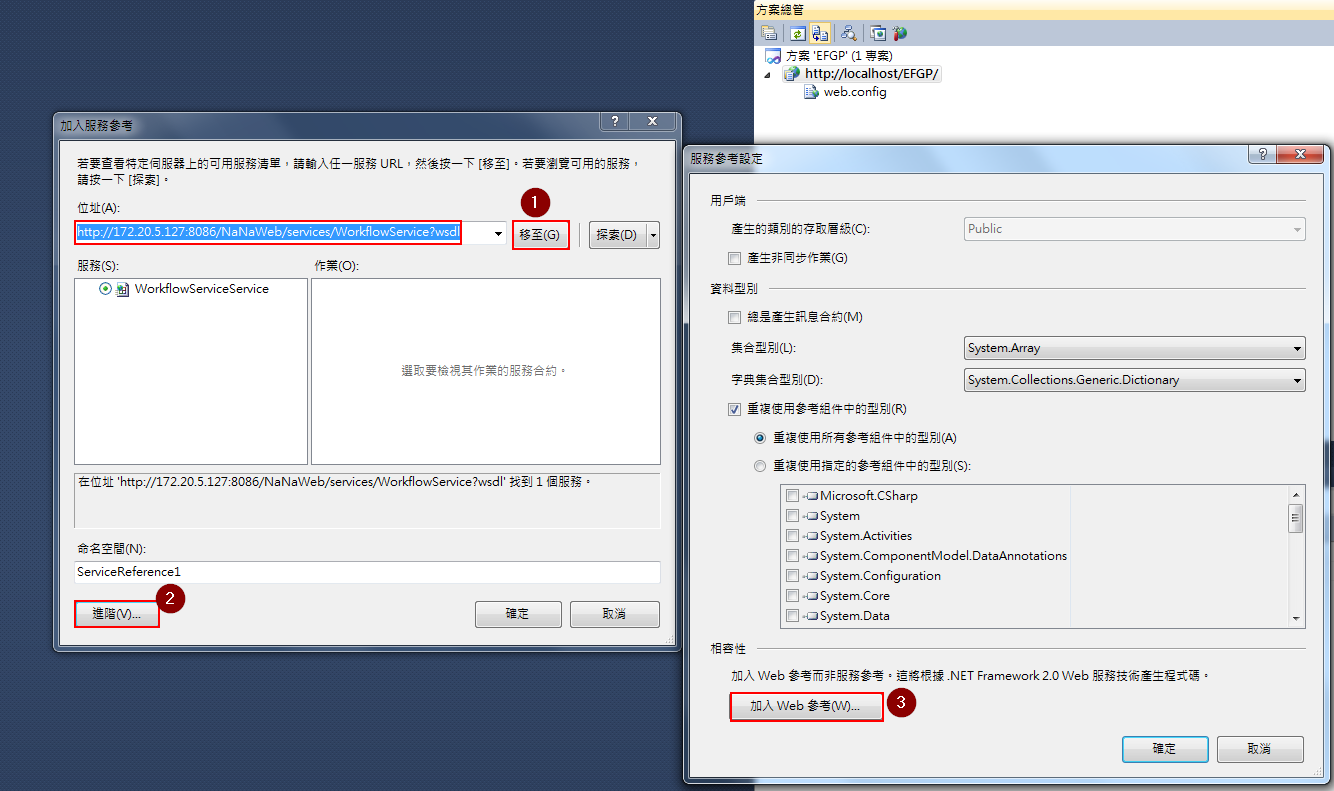 方案總管
方案 'EFGP' (1 專案)
http://localhost/EFGP/
web.config
加入服務參考
?
若要查看特定伺服器上的可用服務清單，請輸入任一服務 URL，然後按一下 [移至]。若要瀏覽可用的服務，
請按一下 [探索]。
1
位址(A):
http://172.20.5.127:8086/NaNaWeb/services/WorkflowService?wsdl
移至(G)
探索(D)
服務(S):
作業(O):
WorkflowServiceService
選取要檢視其作業的服務合約。
在位址 'http://172.20.5.127:8086/NaNaWeb/services/WorkflowService?wsdl' 找到 1 個服務。
命名空間(N):
ServiceReference1
2
進階(V)...
確定
取消
服務參考設定
?
用戶端
產生的類別的存取層級(C):
Public
產生非同步作業(G)
資料型別
總是產生訊息合約(M)
集合型別(L):
System.Array
字典集合型別(D):
System.Collections.Generic.Dictionary
重複使用參考組件中的型別(R)
重複使用所有參考組件中的型別(A)
重複使用指定的參考組件中的型別(S):
Microsoft.CSharp
System
System.Activities
System.ComponentModel.DataAnnotations
System.Configuration
System.Core
System.Data
相容性
加入 Web 參考而非服務參考。這將根據 .NET Framework 2.0 Web 服務技術產生程式碼。
加入 Web 參考(W)...
3
確定
取消